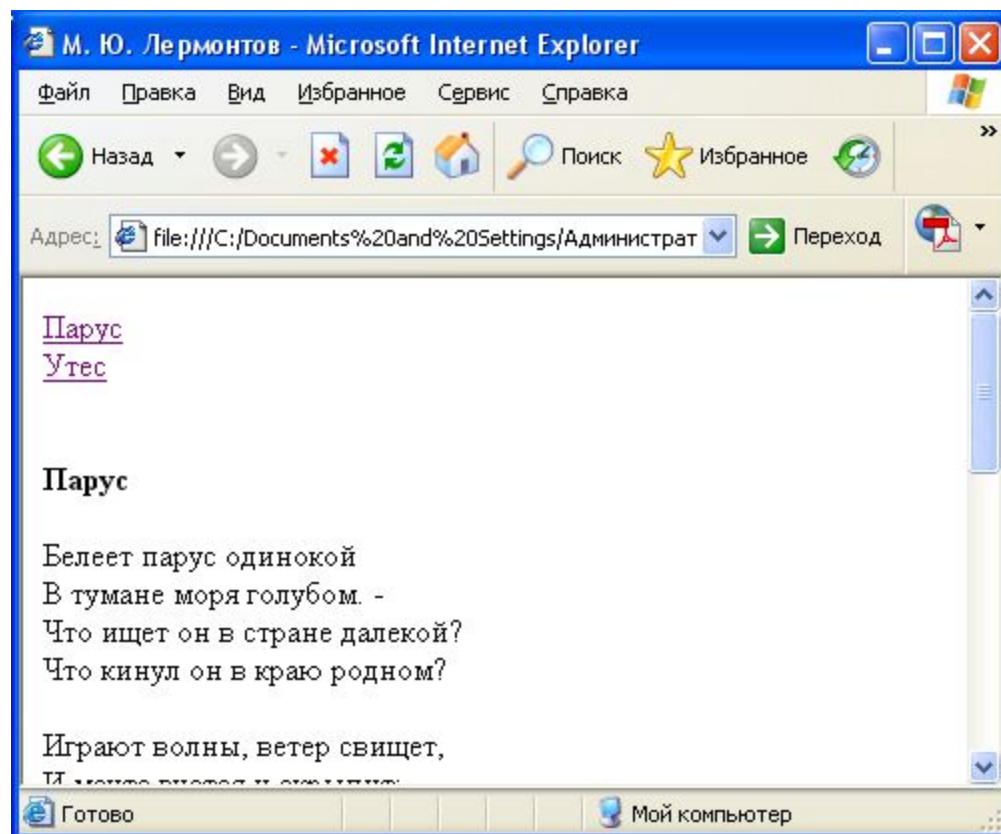 М. Ю. Лермонтов - Microsoft Internet Explorer
Файл Правка Вид Избранное Сервис Справка
Назад Поиск Избранное »
Адрес: file:///C:/Documents%20and%20Settings/Администрат Переход
Парус
Утес
Парус
Белеет парус одинокой
В тумане моря голубом. -
Что ищет он в стране далекой?
Что кинул он в краю родном?
Играют волны, ветер свищет,
Готово Мой компьютер